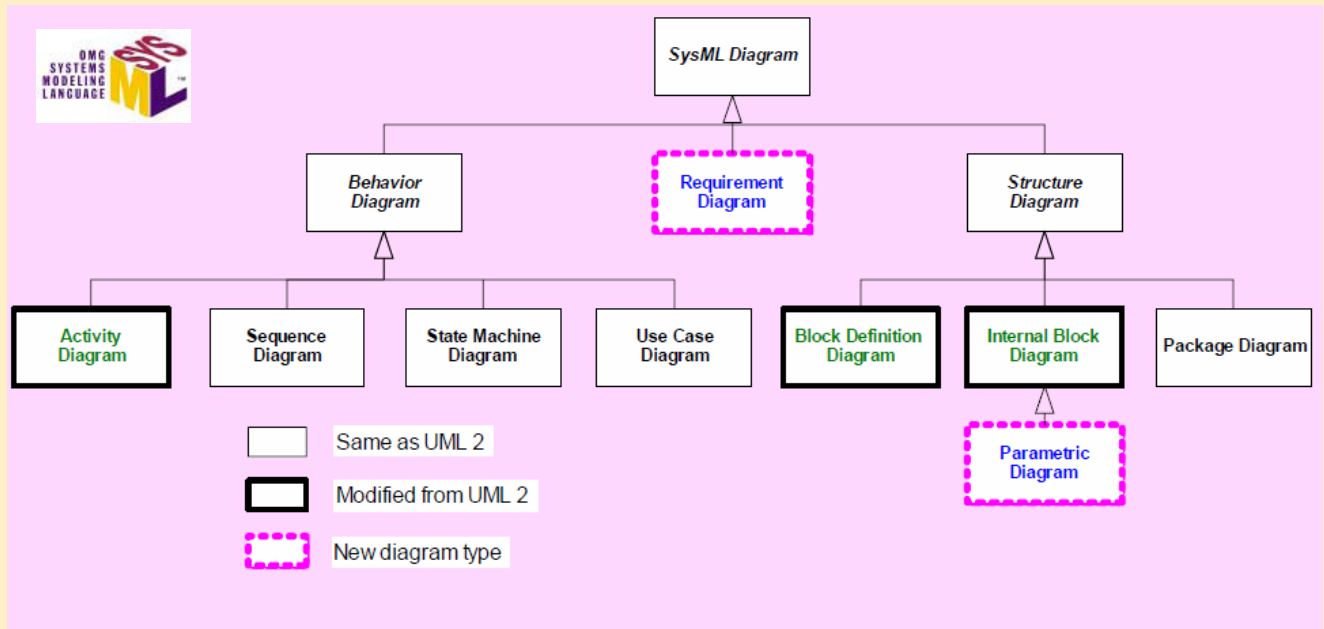 OMG
SYSTEMS
MODELING
LANGUAGE
SYS
ML
TM
SysML Diagram
Behavior
Diagram
Requirement
Diagram
Structure
Diagram
Activity
Diagram
Sequence
Diagram
State Machine
Diagram
Use Case
Diagram
Block Definition
Diagram
Internal Block
Diagram
Package Diagram
Parametric
Diagram
Same as UML 2
Modified from UML 2
New diagram type